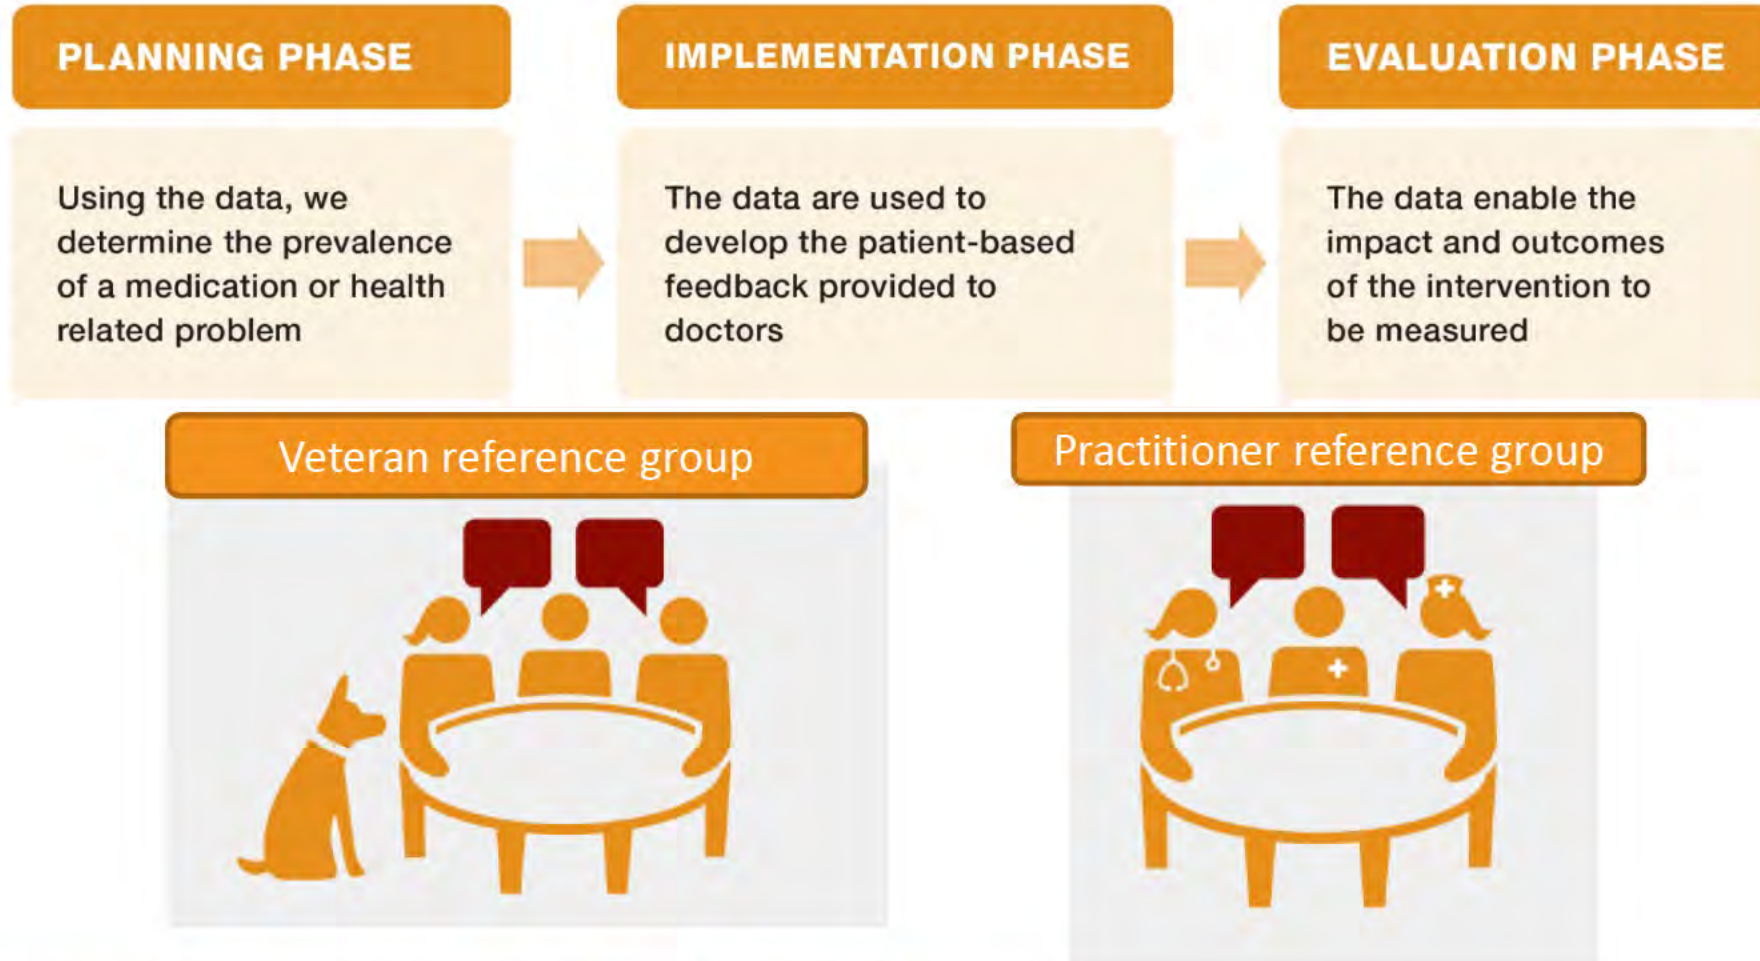 PLANNING PHASE
Using the data, we
determine the prevalence
of a medication or health
related problem
IMPLEMENTATION PHASE
The data are used to
develop the patient-based
feedback provided to
doctors
EVALUATION PHASE
The data enable the
impact and outcomes
of the intervention to
be measured
Veteran reference group
Practitioner reference group